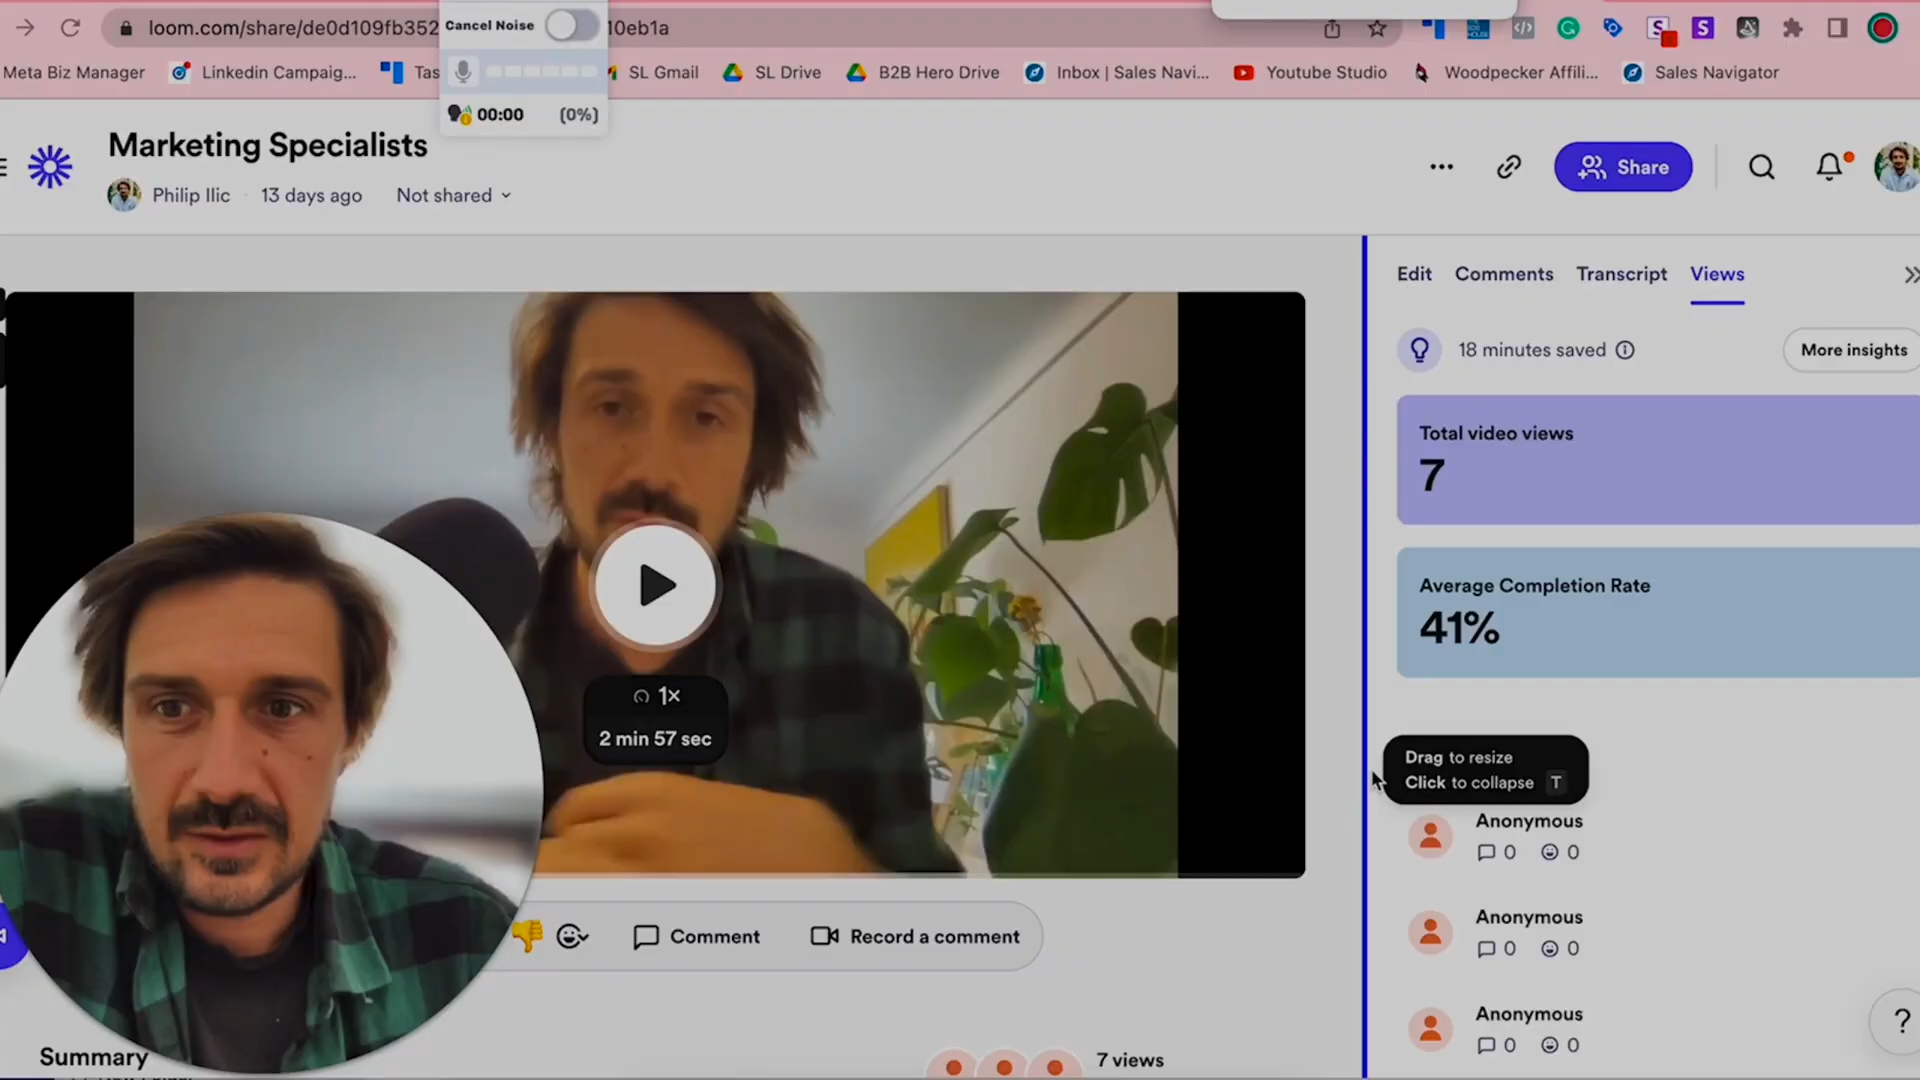 loom.com/share/de0d109fb352
10eb1a
Cancel Noise
00:00 (0%)
Meta Biz Manager
Linkedin Campaig...
Tas
SL Gmail
SL Drive
B2B Hero Drive
Inbox | Sales Navi...
Youtube Studio
Woodpecker Affili...
Sales Navigator
Marketing Specialists
Philip Ilic · 13 days ago
Not shared
Share
Edit
Comments
Transcript
Views
18 minutes saved
More insights
Total video views
7
Average Completion Rate
41%
1×
2 min 57 sec
Drag to resize
Click to collapse T
Anonymous
0 0
Anonymous
0 0
Anonymous
0 0
Comment
Record a comment
?
Summary
7 views